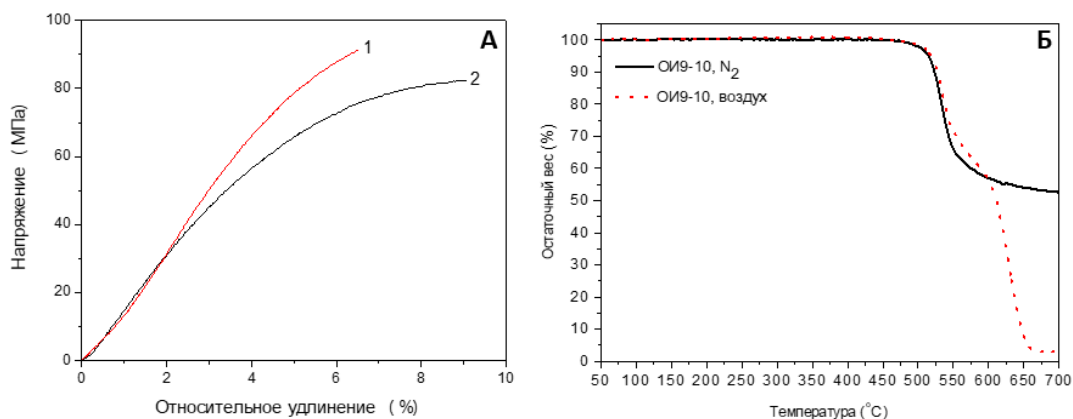 А
100
80
60
40
20
0
Напряжение ( МПа)
1
2
0
2
4
6
8
10
Относительное удлинение ( %)
Б
100
90
80
70
60
50
40
30
20
10
0
Остаточный вес (%)
ОИ9-10, N2
ОИ9-10, воздух
50 100 150 200 250 300 350 400 450 500 550 600 650 700
Температура (°C)